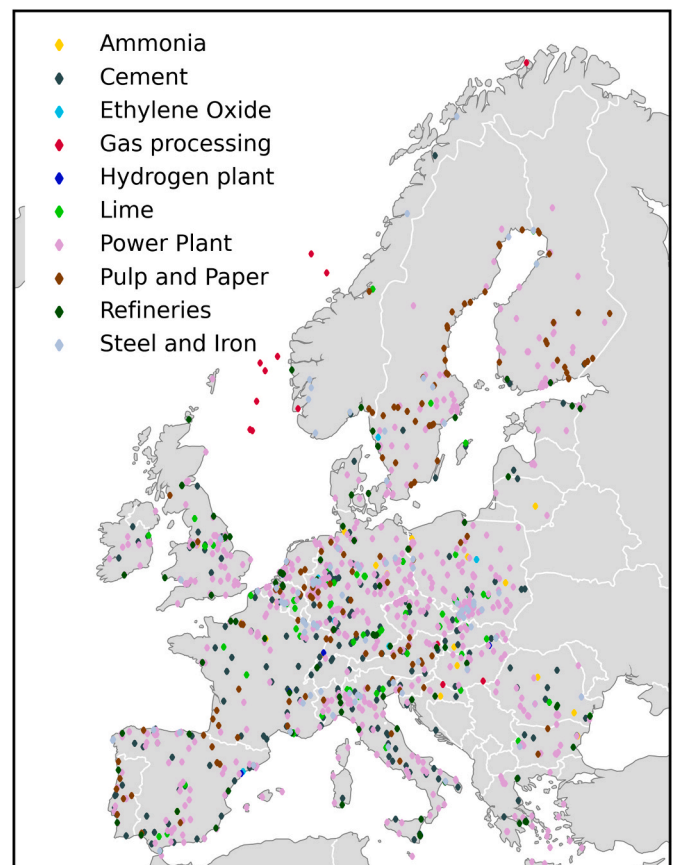 Ammonia
Cement
Ethylene Oxide
Gas processing
Hydrogen plant
Lime
Power Plant
Pulp and Paper
Refineries
Steel and Iron